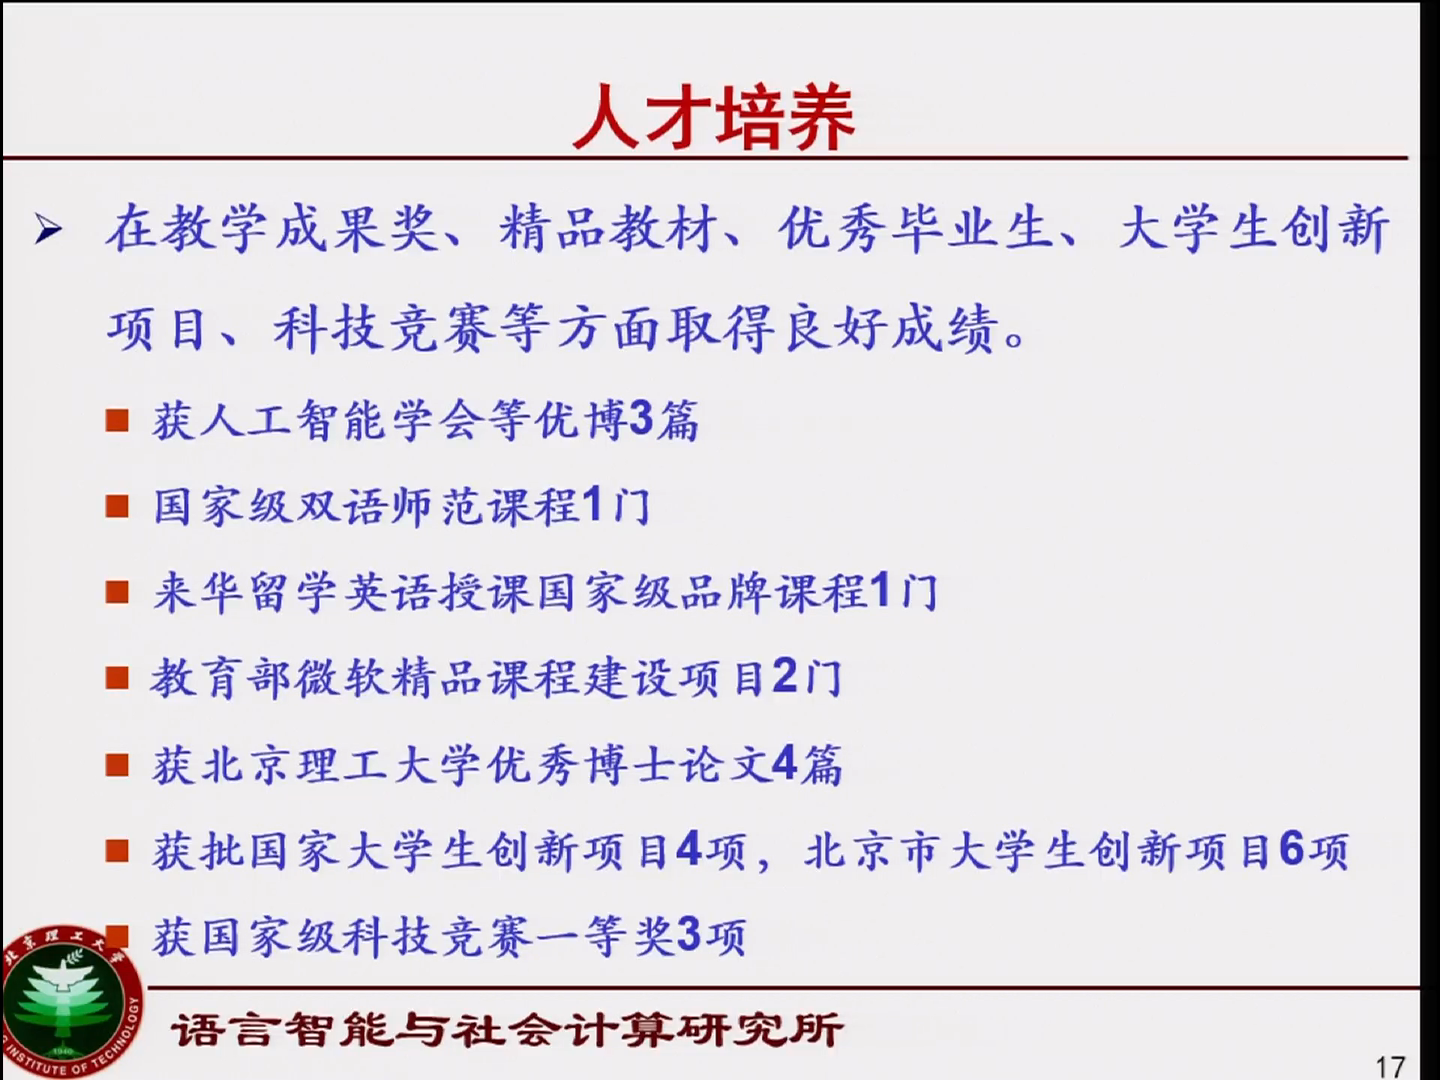 人才培养
在教学成果奖、精品教材、优秀毕业生、大学生创新
项目、科技竞赛等方面取得良好成绩。
获人工智能学会等优博3篇
国家级双语师范课程1门
来华留学英语授课国家级品牌课程1门
教育部微软精品课程建设项目2门
获北京理工大学优秀博士论文4篇
获批国家大学生创新项目4项，北京市大学生创新项目6项
获国家级科技竞赛一等奖3项
北京理工大学
INSTITUTE OF TECHNOLOGY
1940
语言智能与社会计算研究所
17